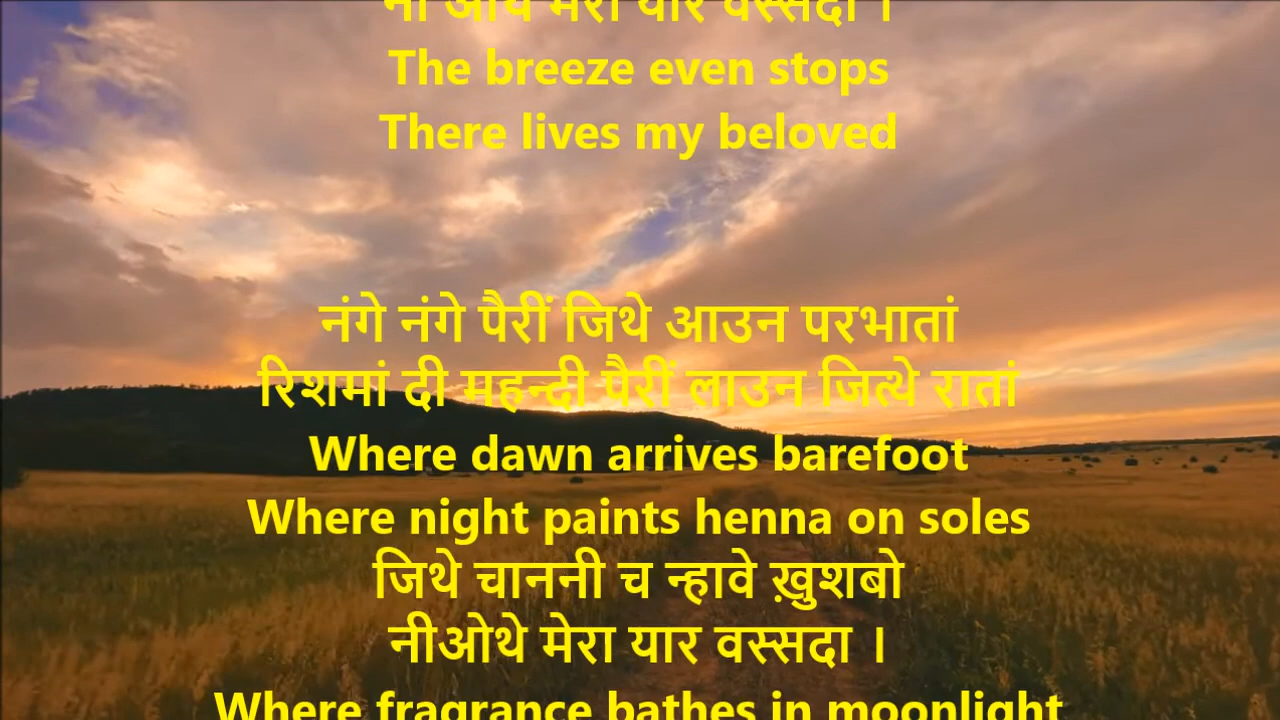 नी ओथे मेरा यार वस्सदा ।
The breeze even stops
There lives my beloved
नंगे नंगे पैरीं जिथे आउन परभातां
रिशमां दी महन्दी पैरीं लाउन जित्थे रातां
Where dawn arrives barefoot
Where night paints henna on soles
जिथे चाननी च न्हावे ख़ुशबो
नीओथे मेरा यार वस्सदा ।
Where fragrance bathes in moonlight